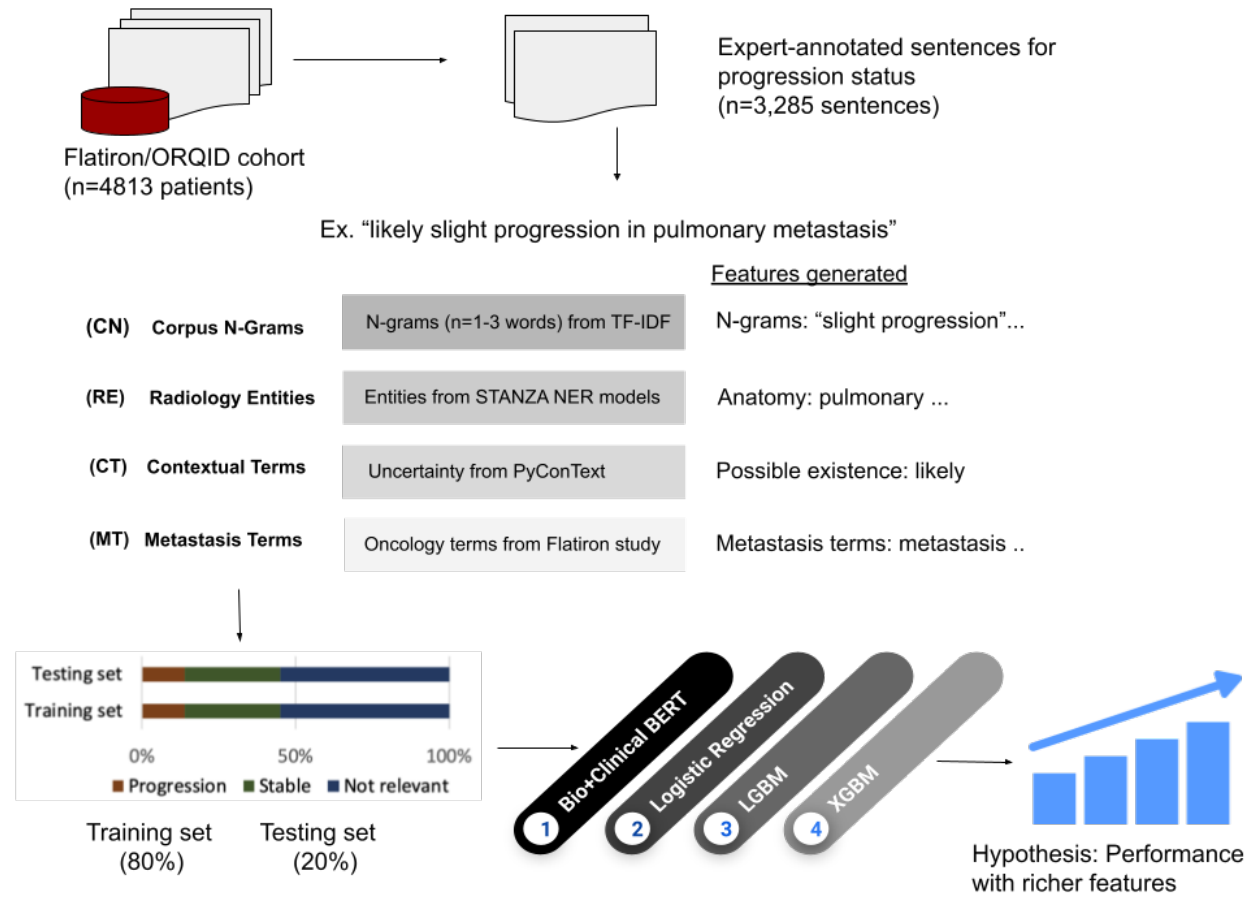 Expert-annotated sentences for
progression status
(n=3,285 sentences)
Flatiron/ORQID cohort
(n=4813 patients)
Ex. “likely slight progression in pulmonary metastasis”
Features generated
(CN) Corpus N-Grams
N-grams (n=1-3 words) from TF-IDF
N-grams: “slight progression”...
(RE) Radiology Entities
Entities from STANZA NER models
Anatomy: pulmonary ...
(CT) Contextual Terms
Uncertainty from PyConText
Possible existence: likely
(MT) Metastasis Terms
Oncology terms from Flatiron study
Metastasis terms: metastasis ..
Testing set
Training set
0% 50% 100%
Progression Stable Not relevant
Training set
(80%)
Testing set
(20%)
1 Bio+Clinical BERT
2 Logistic Regression
3 LGBM
4 XGBM
Hypothesis: Performance
with richer features